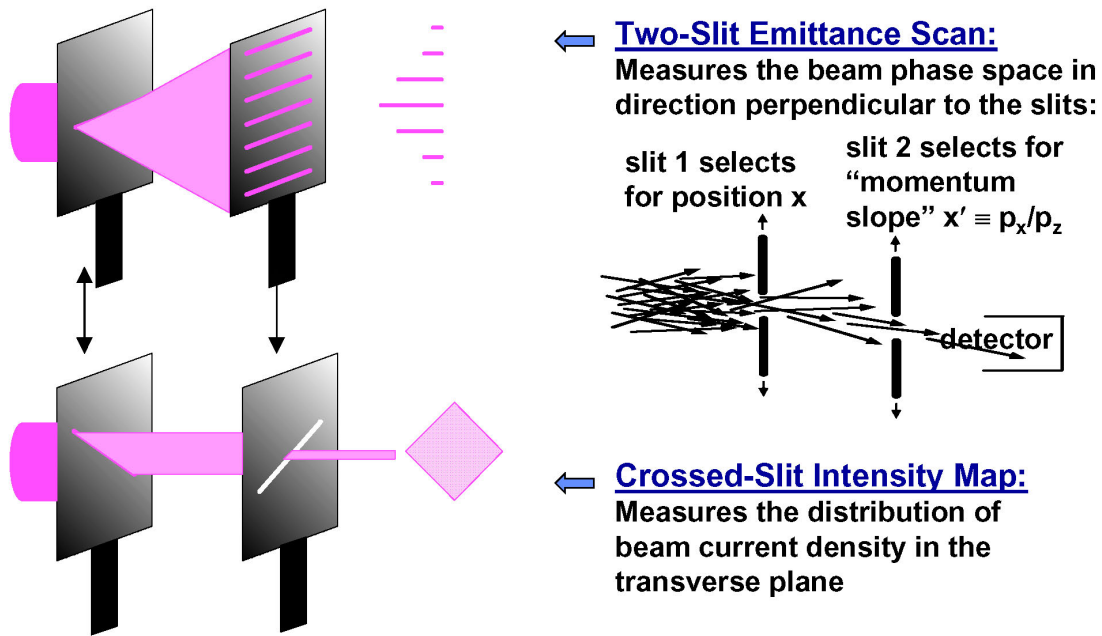 Two-Slit Emittance Scan:
Measures the beam phase space in
direction perpendicular to the slits:
slit 1 selects
for position x
slit 2 selects for
“momentum
slope” x′ ≡ pₓ/p_z
detector
Crossed-Slit Intensity Map:
Measures the distribution of
beam current density in the
transverse plane